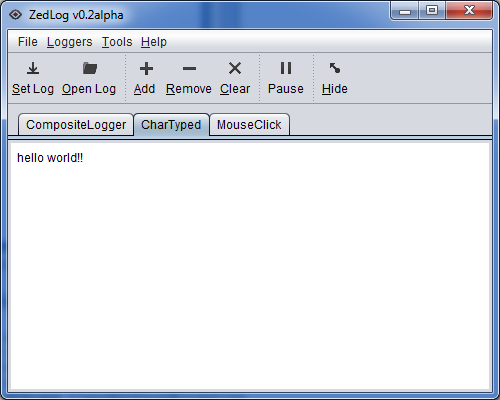 ZedLog v0.2alpha
File Loggers Tools Help
Set Log Open Log Add Remove Clear Pause Hide
CompositeLogger CharTyped MouseClick
hello world!!